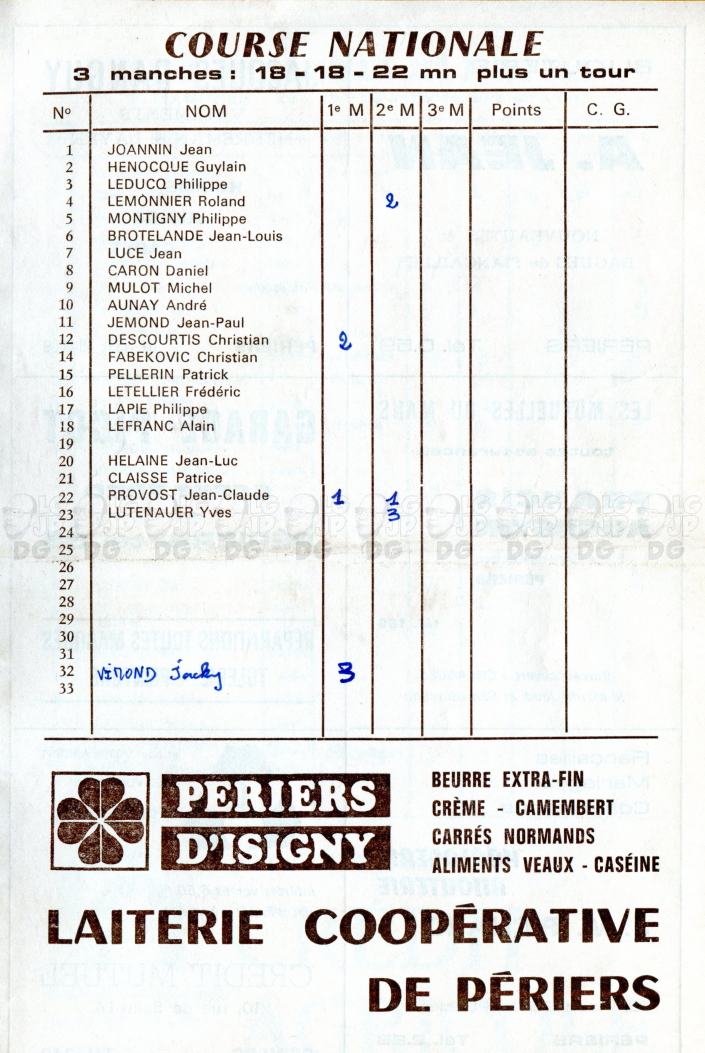 COURSE NATIONALE
3 manches : 18 - 18 - 22 mn plus un tour
No NOM 1e M 2e M 3e M Points C. G.
1 JOANNIN Jean
2 HENOCQUE Guylain
3 LEDUCQ Philippe
4 LEMONNIER Roland 2
5 MONTIGNY Philippe
6 BROTELANDE Jean-Louis
7 LUCE Jean
8 CARON Daniel
9 MULOT Michel
10 AUNAY André
11 JEMOND Jean-Paul
12 DESCOURTIS Christian 2
14 FABEKOVIC Christian
15 PELLERIN Patrick
16 LETELLIER Frédéric
17 LAPIE Philippe
18 LEFRANC Alain
19
20 HELAINE Jean-Luc
21 CLAISSE Patrice
22 PROVOST Jean-Claude 1 1
23 LUTENAUER Yves 3
24
25
26
27
28
29
30
31
32 VIMOND Jacky 3
33
PERIERS
D'ISIGNY
BEURRE EXTRA-FIN
CRÈME - CAMEMBERT
CARRÉS NORMANDS
ALIMENTS VEAUX - CASÉINE
LAITERIE COOPÉRATIVE
DE PÉRIERS